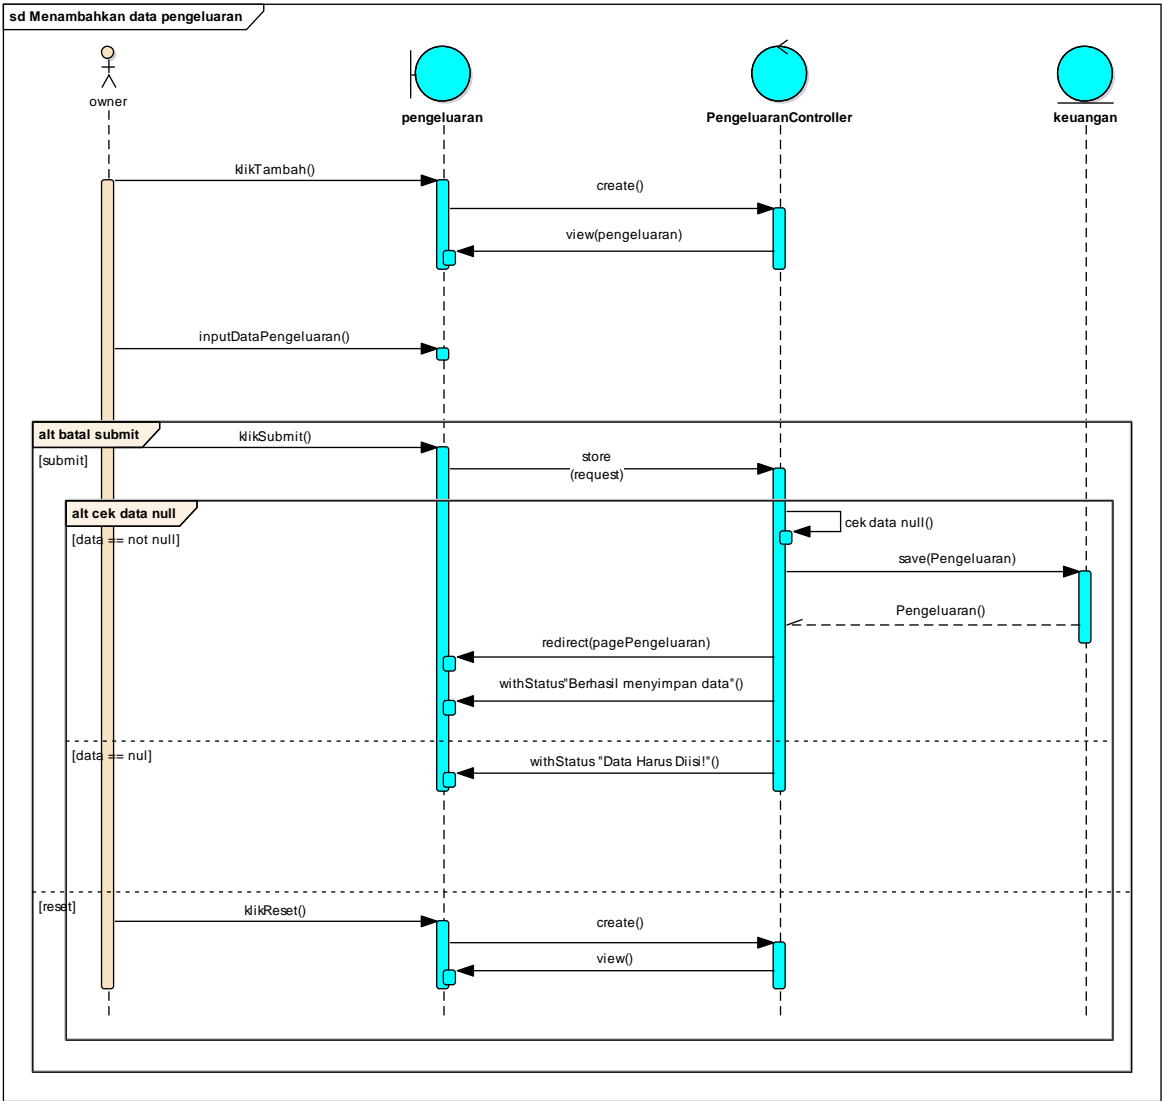 sd Menambahkan data pengeluaran
owner
pengeluaran
PengeluaranController
keuangan
klikTambah()
create()
view(pengeluaran)
inputDataPengeluaran()
alt batal submit
klikSubmit()
[submit]
store
(request)
alt cek data null
cek data null()
[data == not null]
save(Pengeluaran)
Pengeluaran()
redirect(pagePengeluaran)
withStatus"Berhasil menyimpan data"()
[data == nul]
withStatus "Data Harus Diisi!"()
[reset]
klikReset()
create()
view()